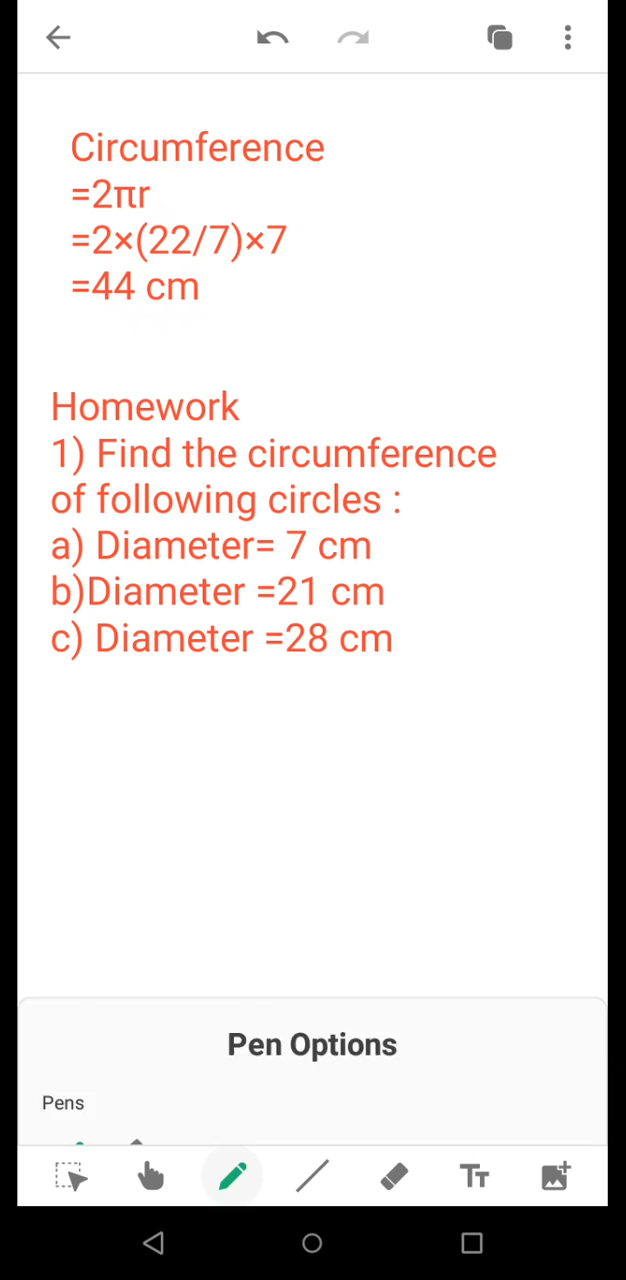 Circumference
=2πr
=2×(22/7)×7
=44 cm
Homework
1) Find the circumference
of following circles :
a) Diameter= 7 cm
b)Diameter =21 cm
c) Diameter =28 cm
Pen Options
Pens
TT